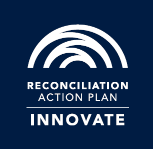 RECONCILIATION
ACTION PLAN
INNOVATE